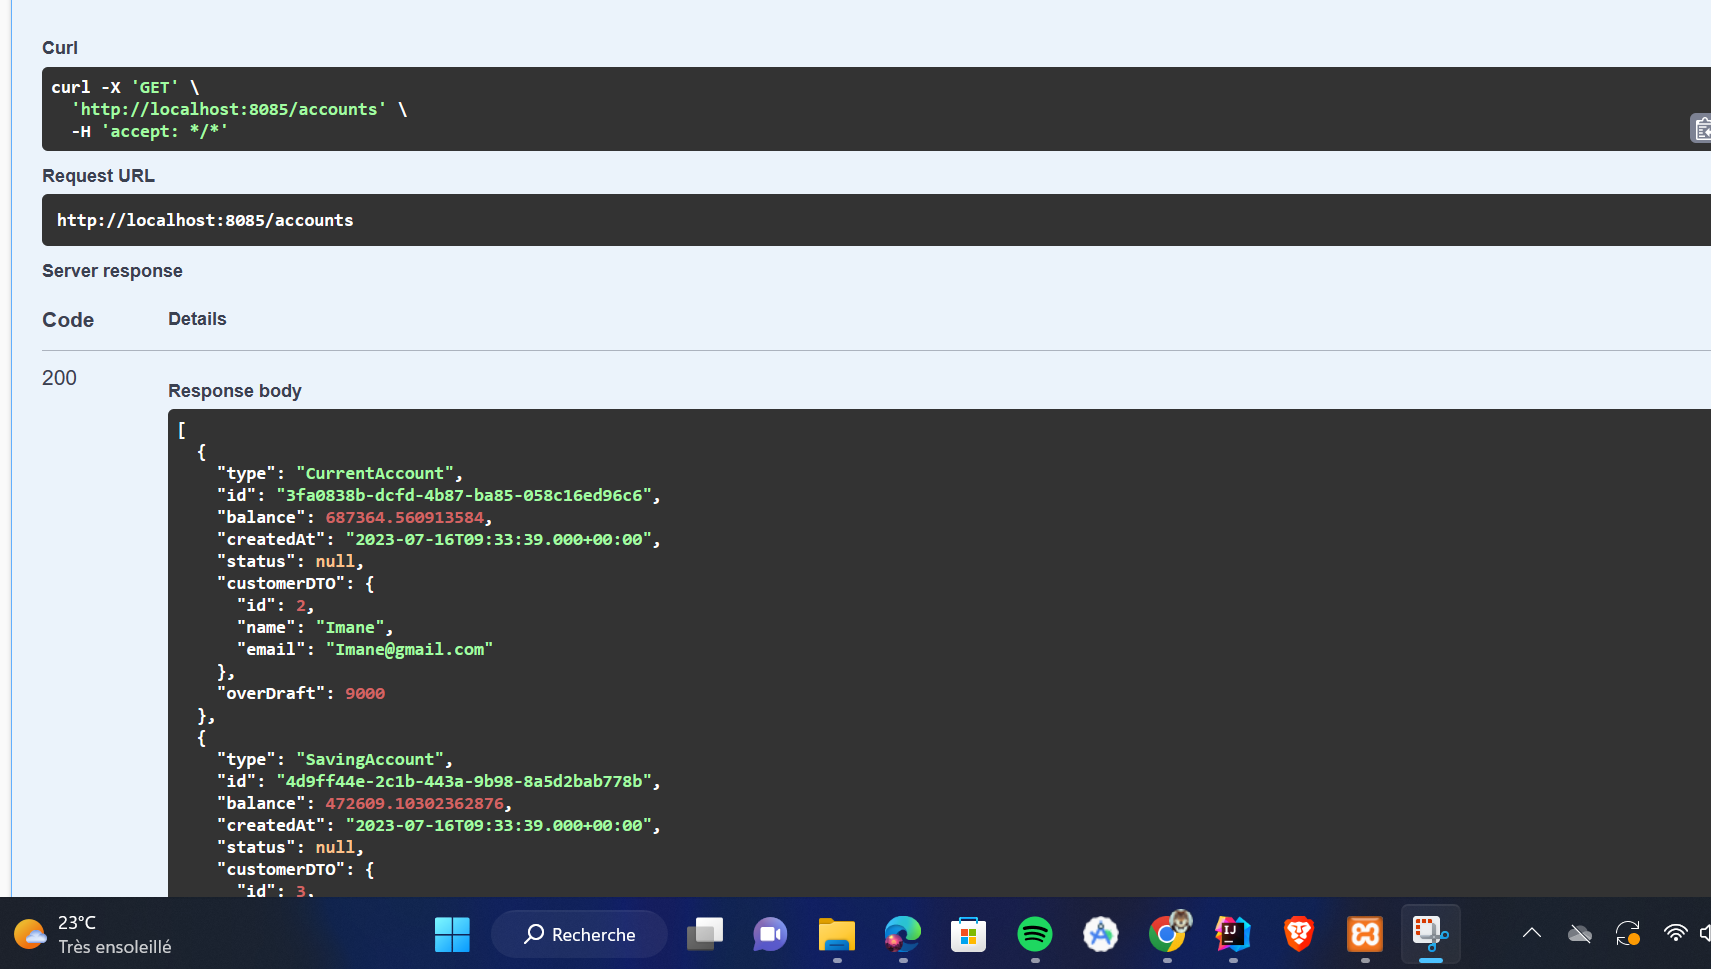 Curl
curl -X 'GET' \
'http://localhost:8085/accounts' \
-H 'accept: */*'
Request URL
http://localhost:8085/accounts
Server response
Code Details
200
Response body
[
{
"type": "CurrentAccount",
"id": "3fa0838b-dcfd-4b87-ba85-058c16ed96c6",
"balance": 687364.560913584,
"createdAt": "2023-07-16T09:33:39.000+00:00",
"status": null,
"customerDTO": {
"id": 2,
"name": "Imane",
"email": "Imane@gmail.com"
},
"overDraft": 9000
},
{
"type": "SavingAccount",
"id": "4d9ff44e-2c1b-443a-9b98-8a5d2bab778b",
"balance": 472609.10302362876,
"createdAt": "2023-07-16T09:33:39.000+00:00",
"status": null,
"customerDTO": {
"id": 3,
23°C
Très ensoleillé
Recherche
IJ